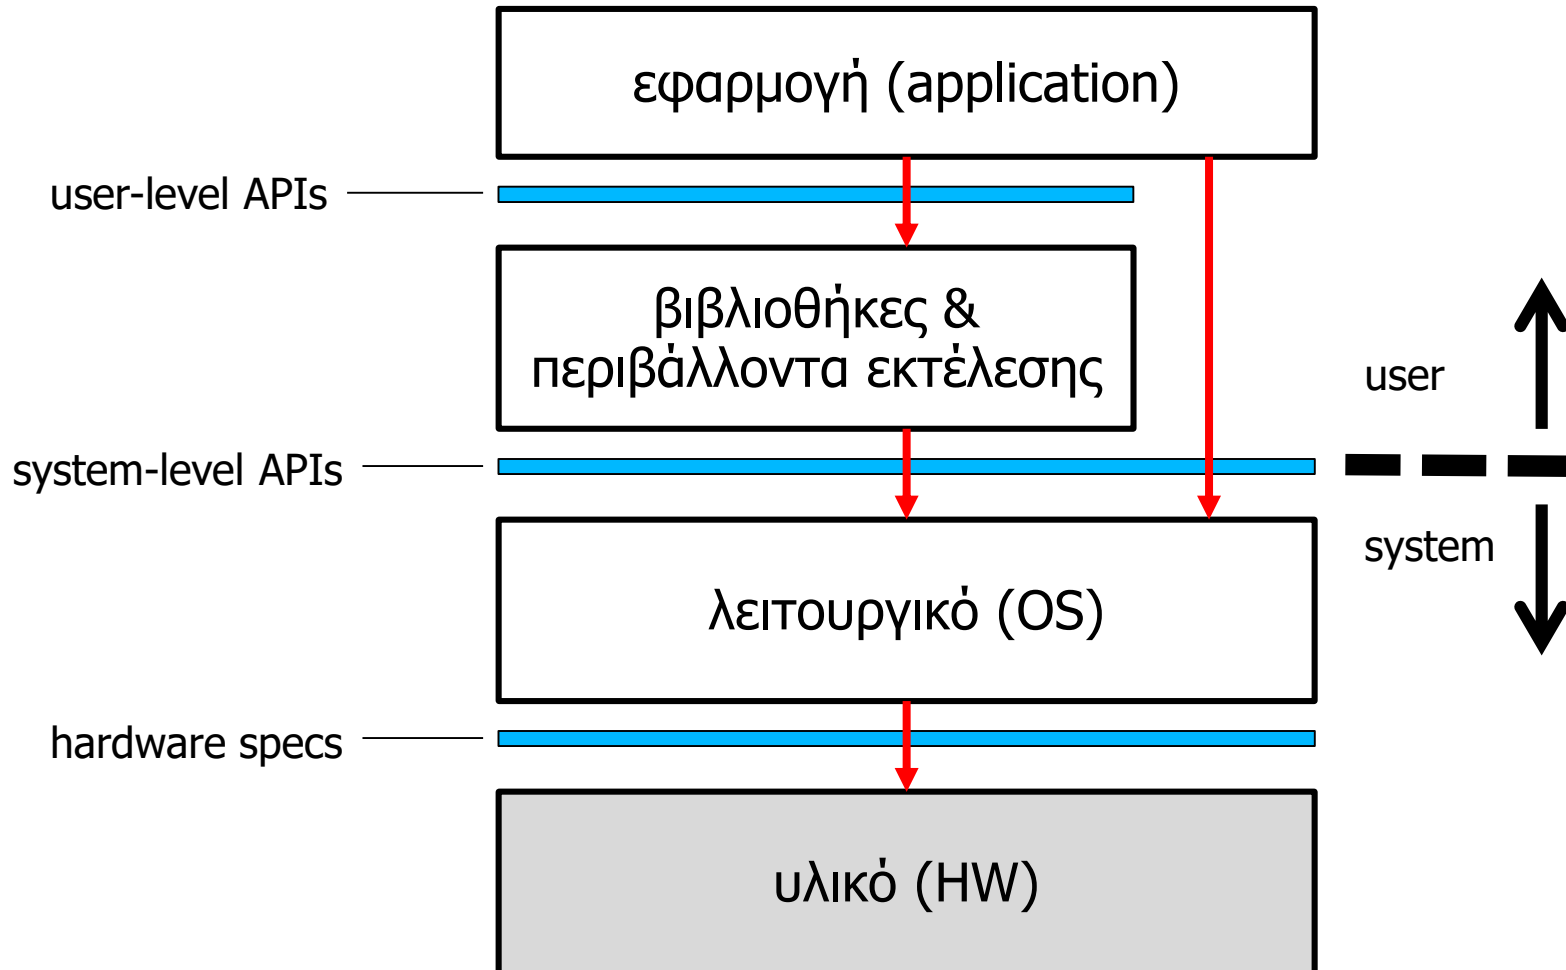 εφαρμογή (application)
user-level APIs
βιβλιοθήκες &
περιβάλλοντα εκτέλεσης
user
system-level APIs
system
λειτουργικό (OS)
hardware specs
υλικό (HW)